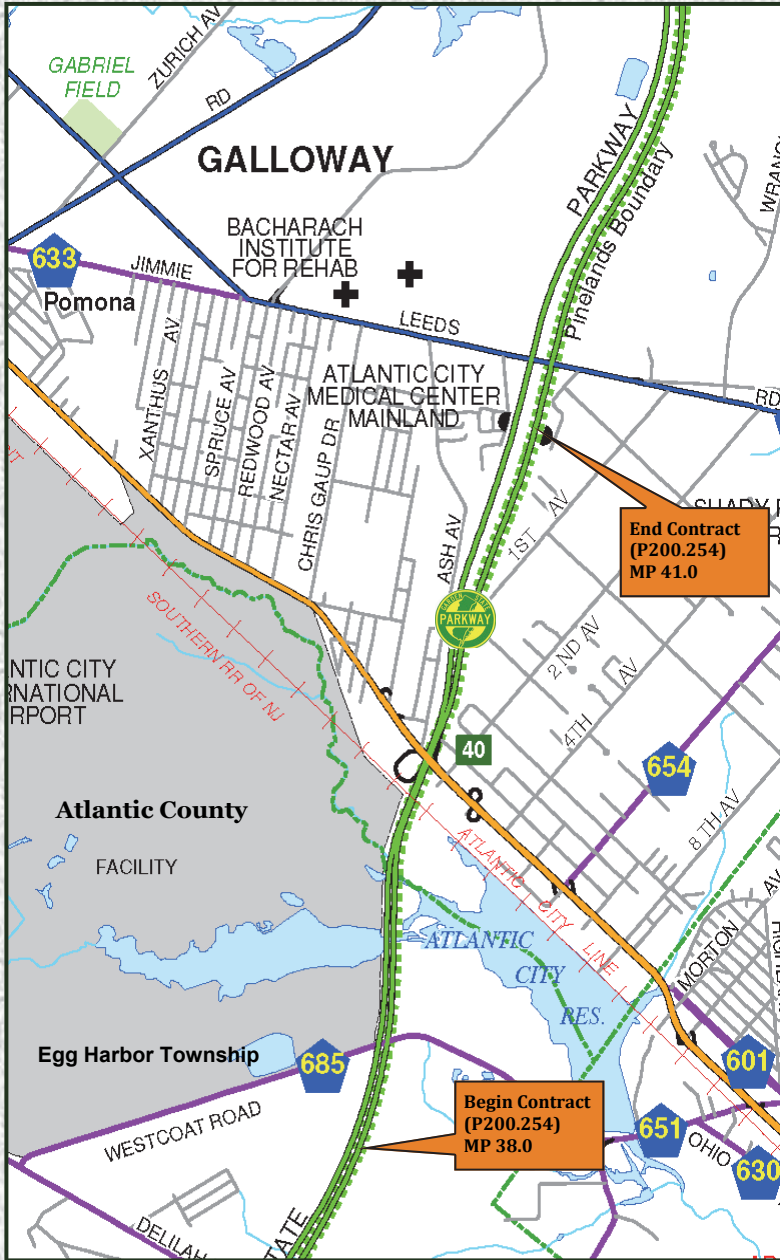 GABRIEL
FIELD
ZURICH AV
RD
GALLOWAY
PARKWAY
Pinelands Boundary
BACHARACH
INSTITUTE
FOR REHAB
633
JIMMIE
Pomona
LEEDS
RD
XANTHUS AV
SPRUCE AV
REDWOOD AV
NECTAR AV
CHRIS GAUP DR
ATLANTIC CITY
MEDICAL CENTER
MAINLAND
ASH AV
1ST AV
End Contract
(P200.254)
MP 41.0
GARDEN STATE
PARKWAY
SOUTHERN RR OF NJ
2 ND AV
4TH AV
40
654
8 TH AV
Atlantic County
FACILITY
ATLANTIC CITY LINE
ATLANTIC
CITY
RES.
MORTON AV
Egg Harbor Township
685
WESTCOAT ROAD
Begin Contract
(P200.254)
MP 38.0
601
651
OHIO
630
DELILAH